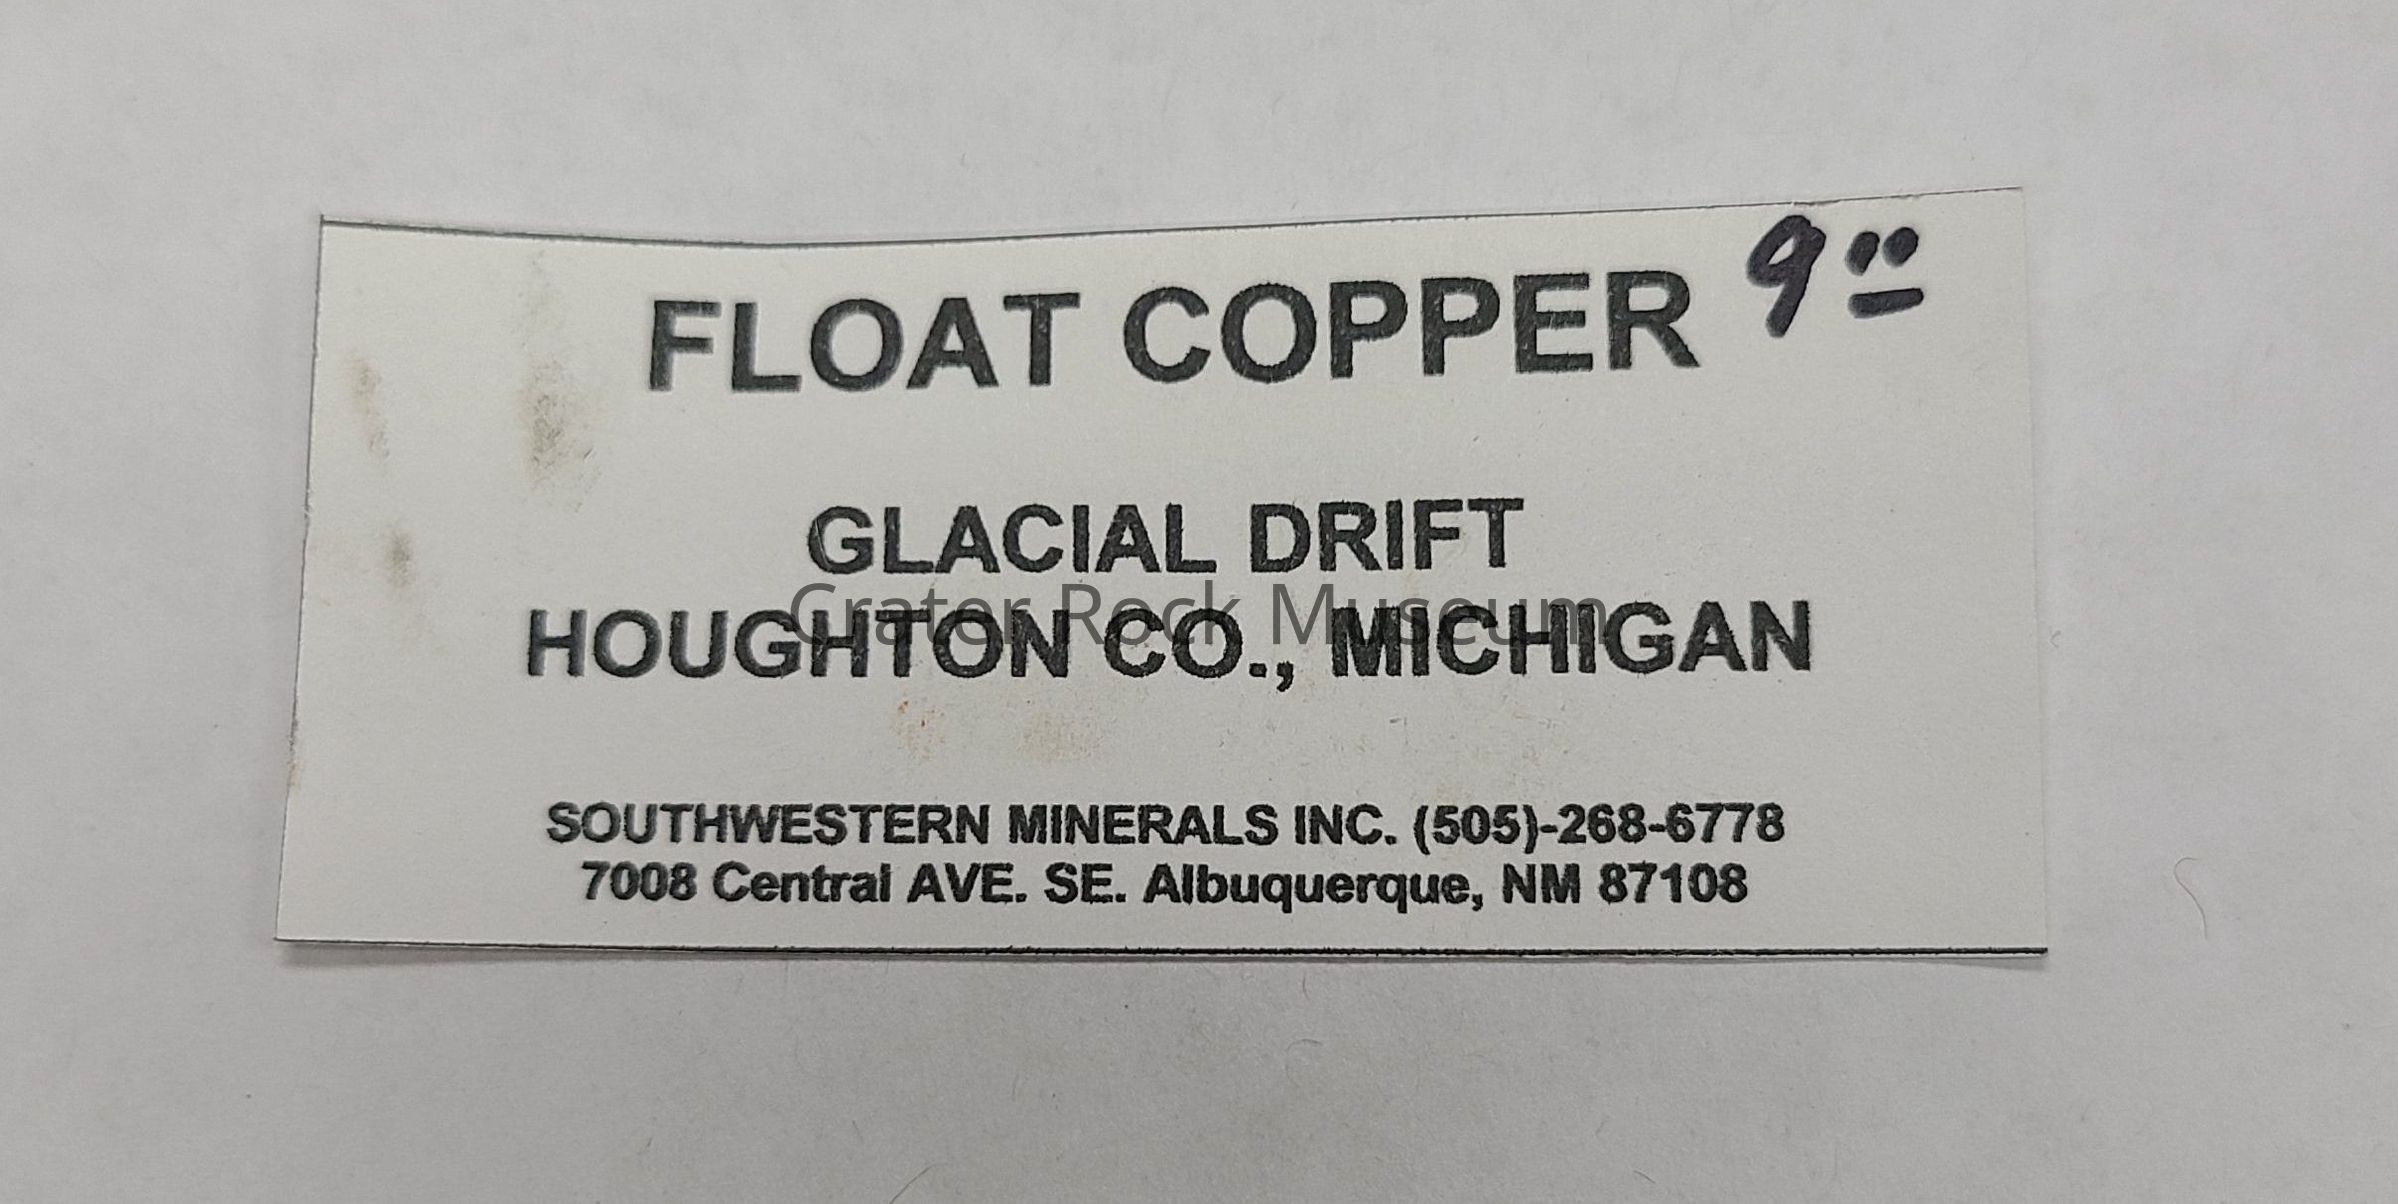 FLOAT COPPER 9.00
GLACIAL DRIFT
HOUGHTON CO., MICHIGAN
Crater Rock Museum
SOUTHWESTERN MINERALS INC. (505)-268-6778
7008 Central AVE. SE. Albuquerque, NM 87108